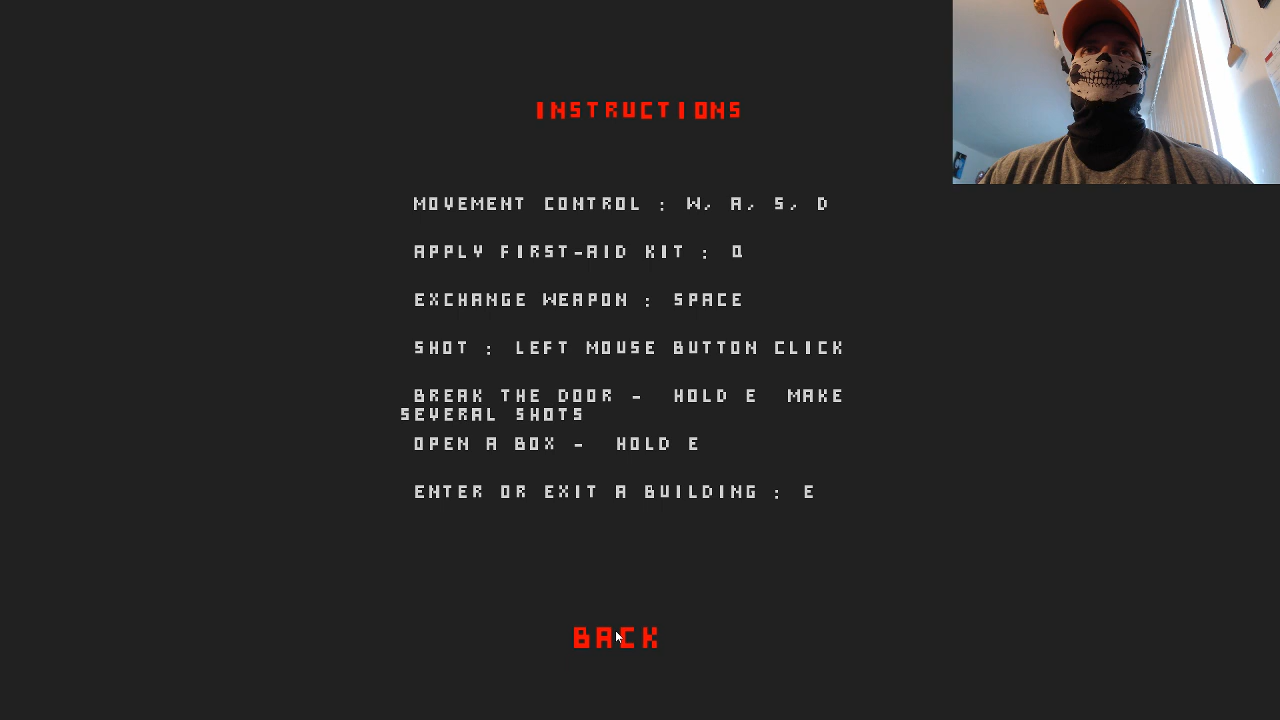 INSTRUCTIONS
MOVEMENT CONTROL : W, A, S, D
APPLY FIRST-AID KIT : Q
EXCHANGE WEAPON : SPACE
SHOT : LEFT MOUSE BUTTON CLICK
BREAK THE DOOR - HOLD E MAKE
SEVERAL SHOTS
OPEN A BOX - HOLD E
ENTER OR EXIT A BUILDING : E
BACK